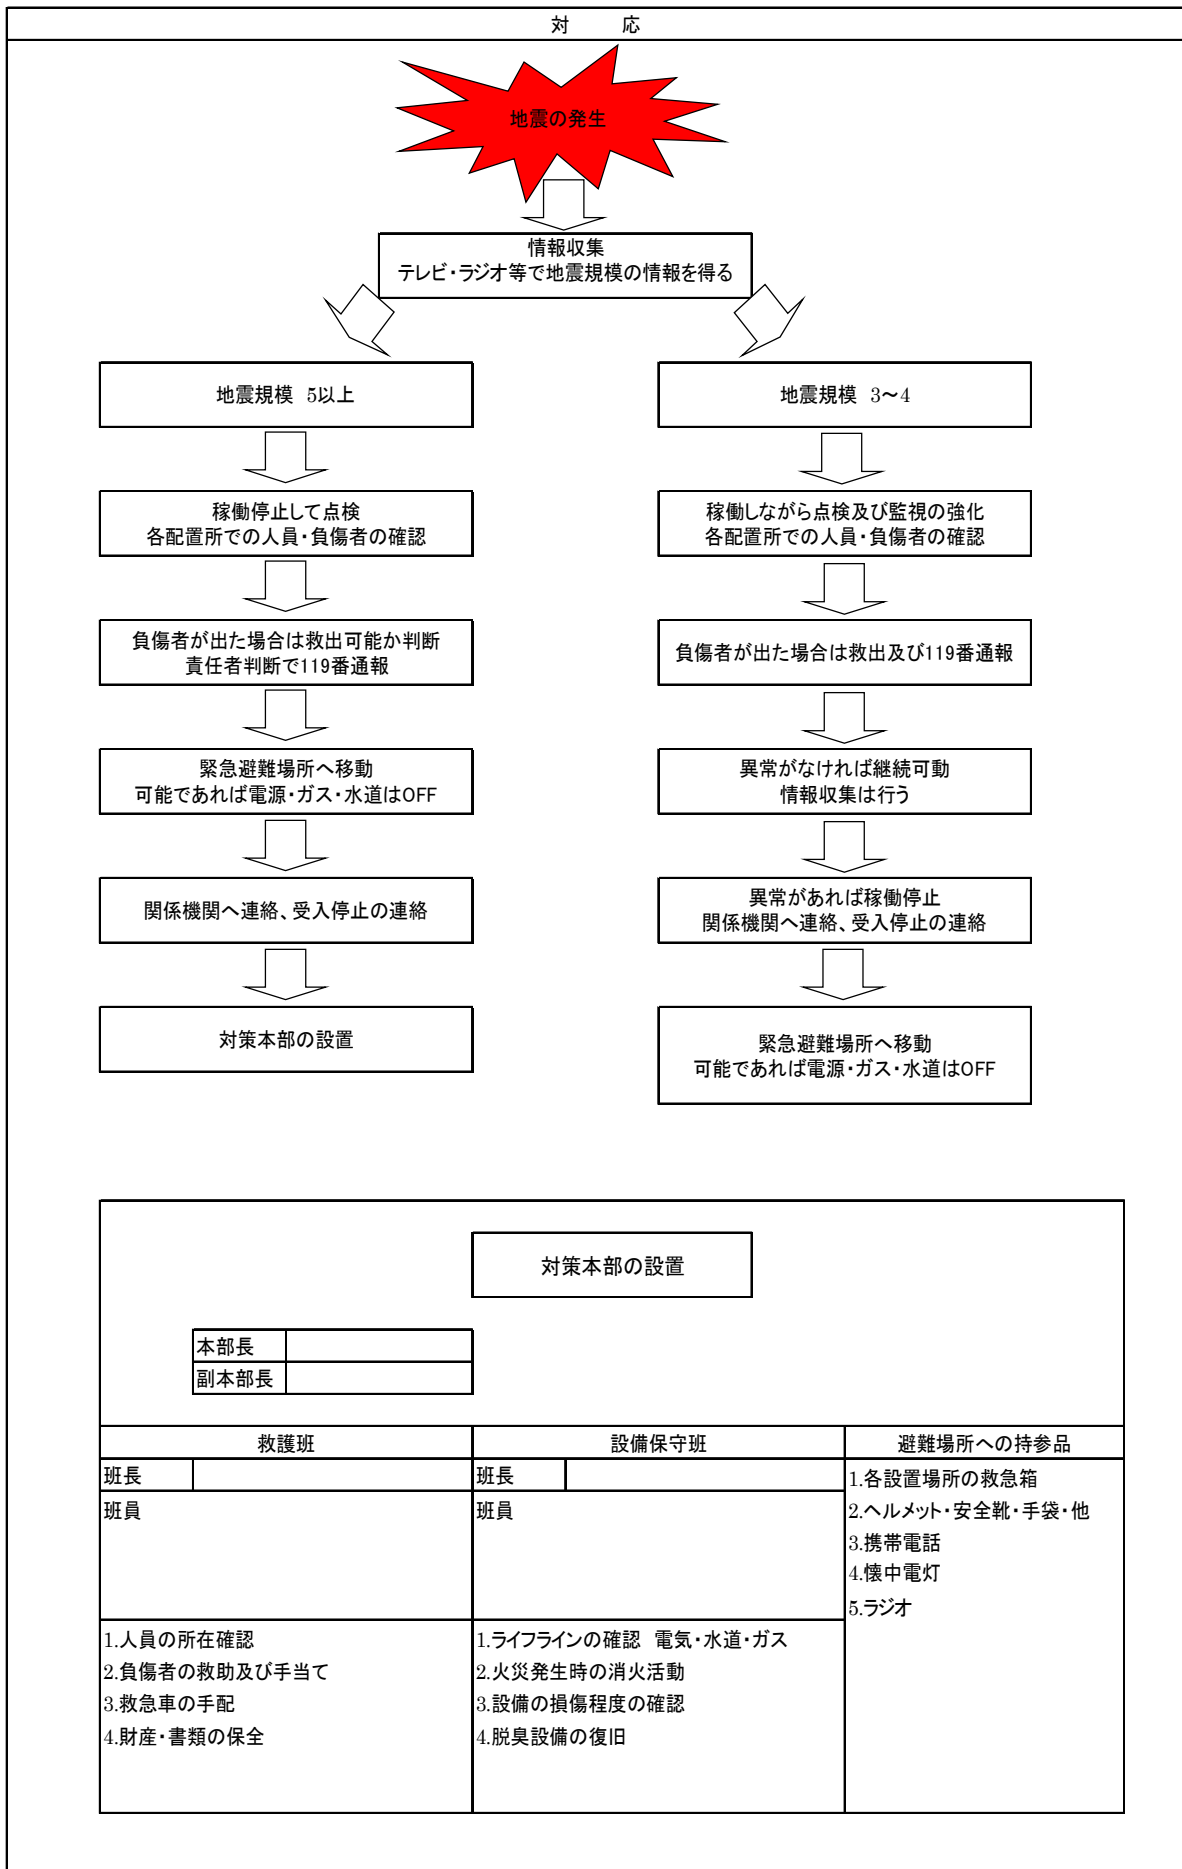 対　応
地震の発生
情報収集
テレビ・ラジオ等で地震規模の情報を得る
地震規模 5以上
地震規模 3～4
稼働停止して点検
各配置所での人員・負傷者の確認
稼働しながら点検及び監視の強化
各配置所での人員・負傷者の確認
負傷者が出た場合は救出可能か判断
責任者判断で119番通報
負傷者が出た場合は救出及び119番通報
緊急避難場所へ移動
可能であれば電源・ガス・水道はOFF
異常がなければ継続可動
情報収集は行う
関係機関へ連絡、受入停止の連絡
異常があれば稼働停止
関係機関へ連絡、受入停止の連絡
対策本部の設置
緊急避難場所へ移動
可能であれば電源・ガス・水道はOFF
対策本部の設置
本部長
副本部長
救護班
設備保守班
避難場所への持参品
班長
班員
1.人員の所在確認
2.負傷者の救助及び手当て
3.救急車の手配
4.財産・書類の保全
班長
班員
1.ライフラインの確認 電気・水道・ガス
2.火災発生時の消火活動
3.設備の損傷程度の確認
4.脱臭設備の復旧
1.各設置場所の救急箱
2.ヘルメット・安全靴・手袋・他
3.携帯電話
4.懐中電灯
5.ラジオ